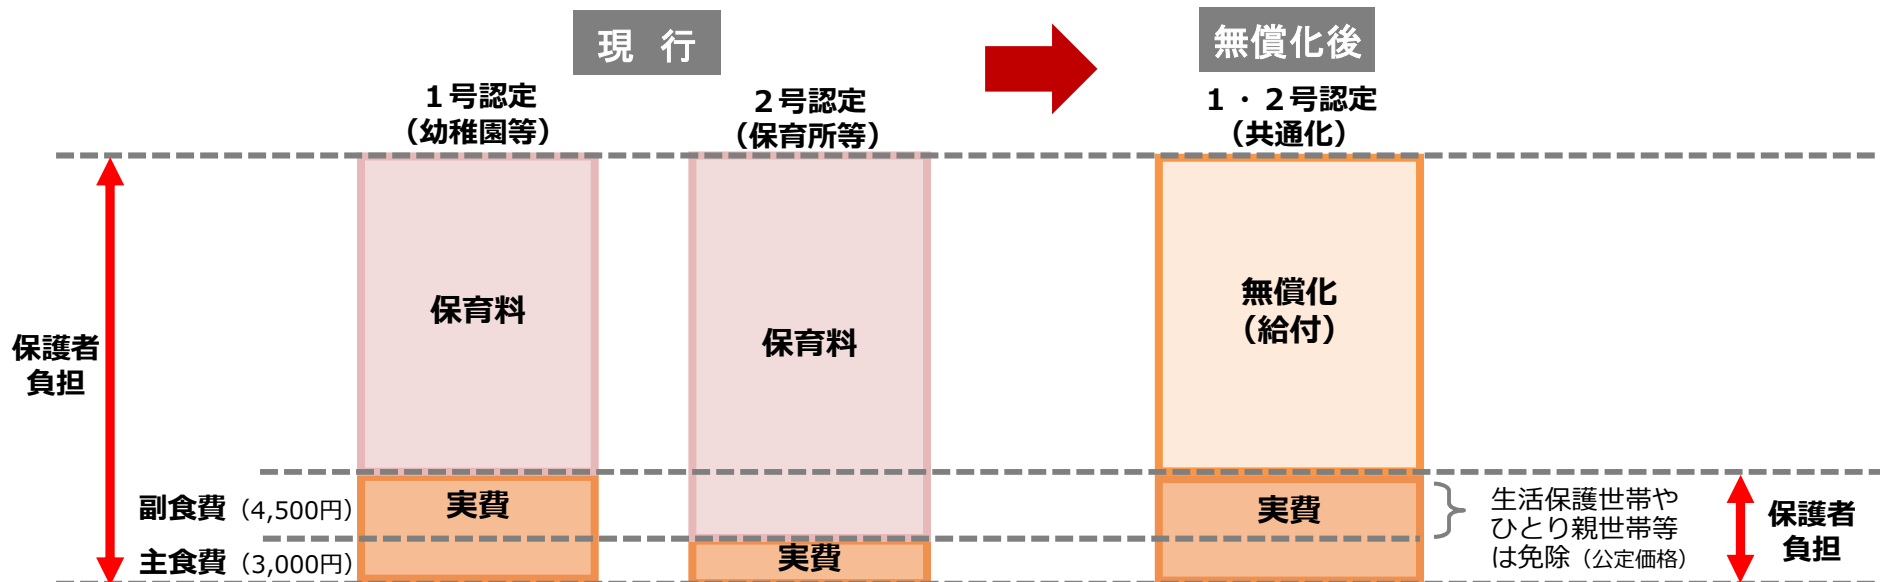 現 行
無償化後
１号認定
（幼稚園等）
２号認定
（保育所等）
１・２号認定
（共通化）
保護者
負担
保育料
保育料
無償化
（給付）
副食費（4,500円）
主食費（3,000円）
実費
実費
実費
生活保護世帯や
ひとり親世帯等
は免除（公定価格）
保護者
負担